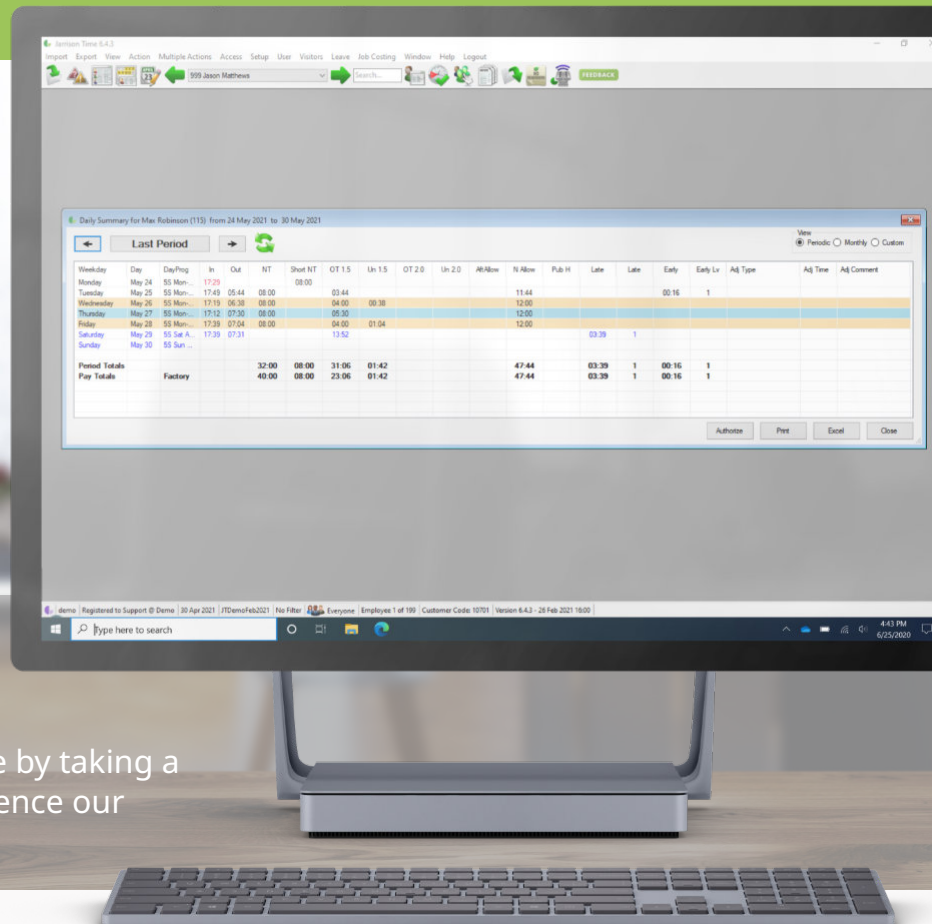 Jarrison Time 6.4.3
Import Export View Action Multiple Actions Access Setup User Visitors Leave Job Costing Window Help Logout
999 Jason Matthews Search... FEEDBACK
Daily Summary for Max Robinson (115) from 24 May 2021 to 30 May 2021
Last Period
View
Periodic Monthly Custom
Weekday Day DayProg In Out NT Short NT OT 1.5 Un 1.5 OT 2.0 Un 2.0 Aft Allow N Allow Pub H Late Late Early Early Lv Adj Type Adj Time Adj Comment
Monday May 24 5S Mon-... 17:29 08:00
Tuesday May 25 5S Mon-... 17:49 05:44 08:00 03:44 11:44 00:16 1
Wednesday May 26 5S Mon-... 17:19 06:38 08:00 04:00 00:38 12:00
Thursday May 27 5S Mon-... 17:12 07:30 08:00 05:30 12:00
Friday May 28 5S Mon-... 17:39 07:04 08:00 04:00 01:04 12:00
Saturday May 29 5S Sat A... 17:39 07:31 13:52 03:39 1
Sunday May 30 5S Sun ...
Period Totals 32:00 08:00 31:06 01:42 47:44 03:39 1 00:16 1
Pay Totals Factory 40:00 08:00 23:06 01:42 47:44 03:39 1 00:16 1
Authorize Print Excel Close
demo Registered to Support @ Demo 30 Apr 2021 JTDemoFeb2021 No Filter Everyone Employee 1 of 199 Customer Code: 10701 Version 6.4.3 - 26 Feb 2021 16:00
Type here to search
4:43 PM
6/25/2020
e by taking a
ence our